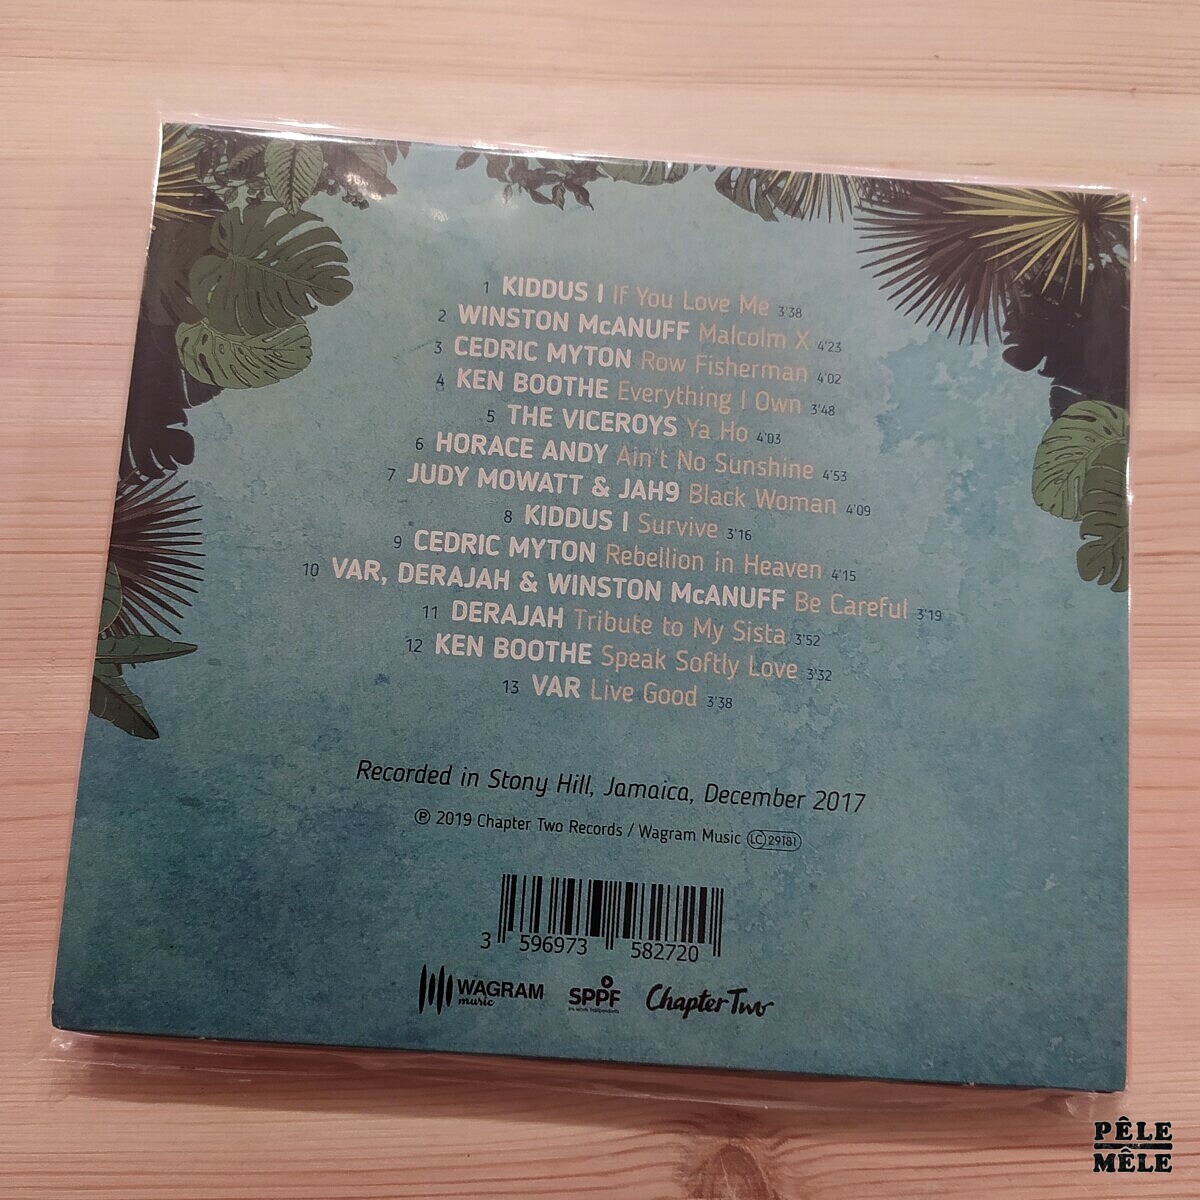 1 KIDDUS I If You Love Me 3'38
2 WINSTON McANUFF Malcolm X 4'23
3 CEDRIC MYTON Row Fisherman 4'02
4 KEN BOOTHE Everything I Own 3'48
5 THE VICEROYS Ya Ho 4'03
6 HORACE ANDY Ain't No Sunshine 4'53
7 JUDY MOWATT & JAH9 Black Woman 4'09
8 KIDDUS I Survive 3'16
9 CEDRIC MYTON Rebellion in Heaven 4'15
10 VAR, DERAJAH & WINSTON McANUFF Be Careful 3'19
11 DERAJAH Tribute to My Sista 3'52
12 KEN BOOTHE Speak Softly Love 3'32
13 VAR Live Good 3'38
Recorded in Stony Hill, Jamaica, December 2017
℗ 2019 Chapter Two Records / Wagram Music LC 29181
3 596973 582720
WAGRAM music
SPPF
Chapter Two
PÊLE
MÊLE